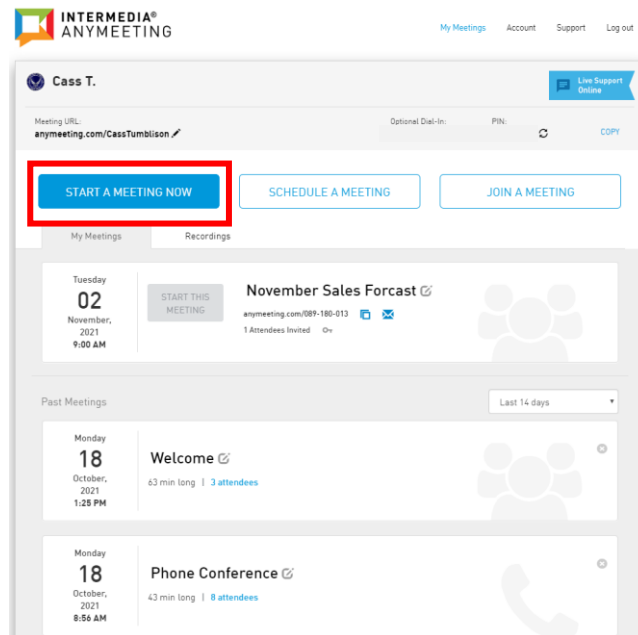 INTERMEDIA®
ANYMEETING
My Meetings Account Support Log out
Cass T.
Live Support
Online
Meeting URL:
anymeeting.com/CassTumblison
Optional Dial-In:
PIN:
COPY
START A MEETING NOW
SCHEDULE A MEETING
JOIN A MEETING
My Meetings
Recordings
Tuesday
02
November,
2021
9:00 AM
START THIS
MEETING
November Sales Forcast
anymeeting.com/089-180-013
1 Attendees Invited
Past Meetings
Last 14 days
Monday
18
October,
2021
1:25 PM
Welcome
63 min long | 3 attendees
Monday
18
October,
2021
8:56 AM
Phone Conference
43 min long | 8 attendees